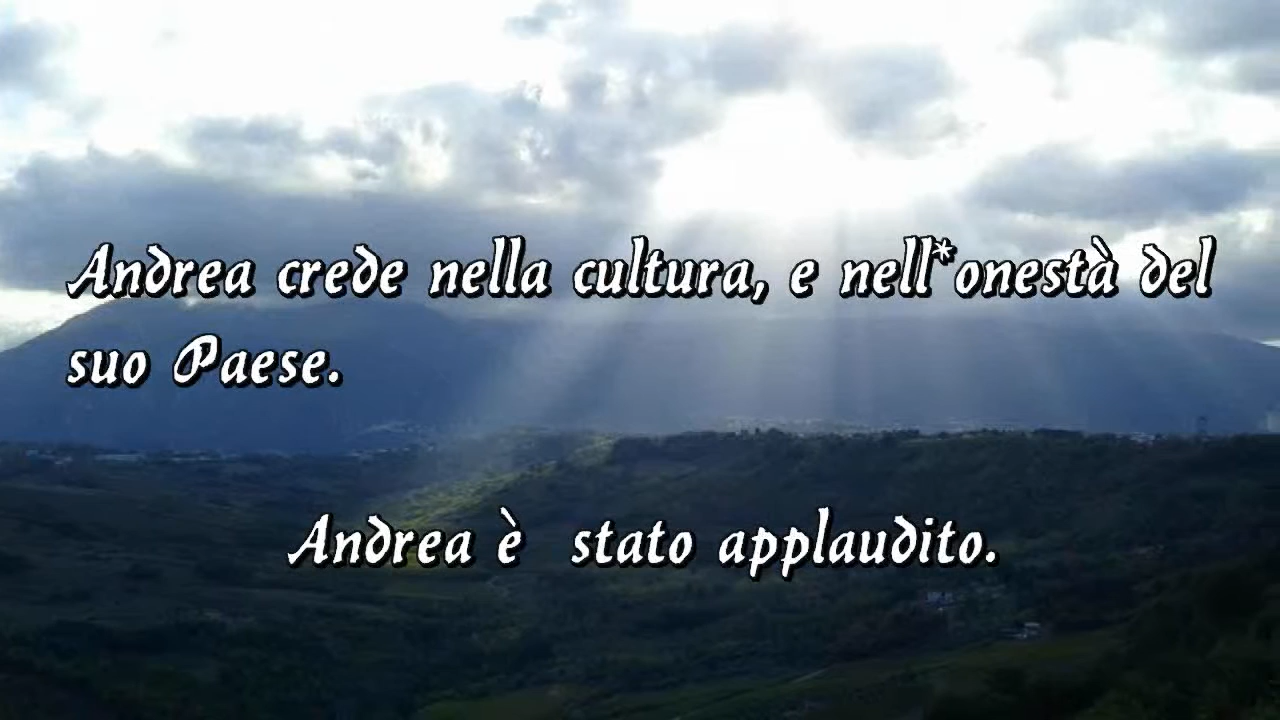 Andrea crede nella cultura, e nell*onestà del
suo Paese.
Andrea è  stato applaudito.